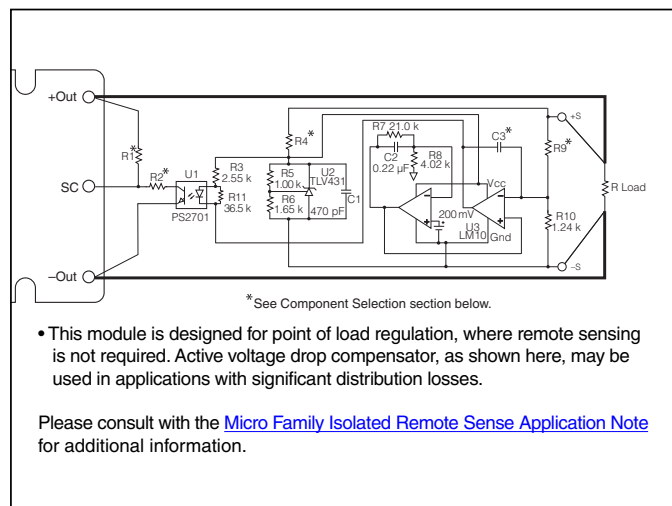 +Out
R1*
SC
R2*
U1
PS2701
R3
2.55 k
R11
36.5 k
R4*
R5
1.00 k
R6
1.65 k
U2
TLV431
470 pF
C1
R7 21.0 k
C2
0.22 µF
R8
4.02 k
C3*
Vcc
200 mV
U3
LM10
Gnd
+S
R9*
R Load
R10
1.24 k
–S
–Out
*See Component Selection section below.
• This module is designed for point of load regulation, where remote sensing
is not required. Active voltage drop compensator, as shown here, may be
used in applications with significant distribution losses.
Please consult with the Micro Family Isolated Remote Sense Application Note
for additional information.